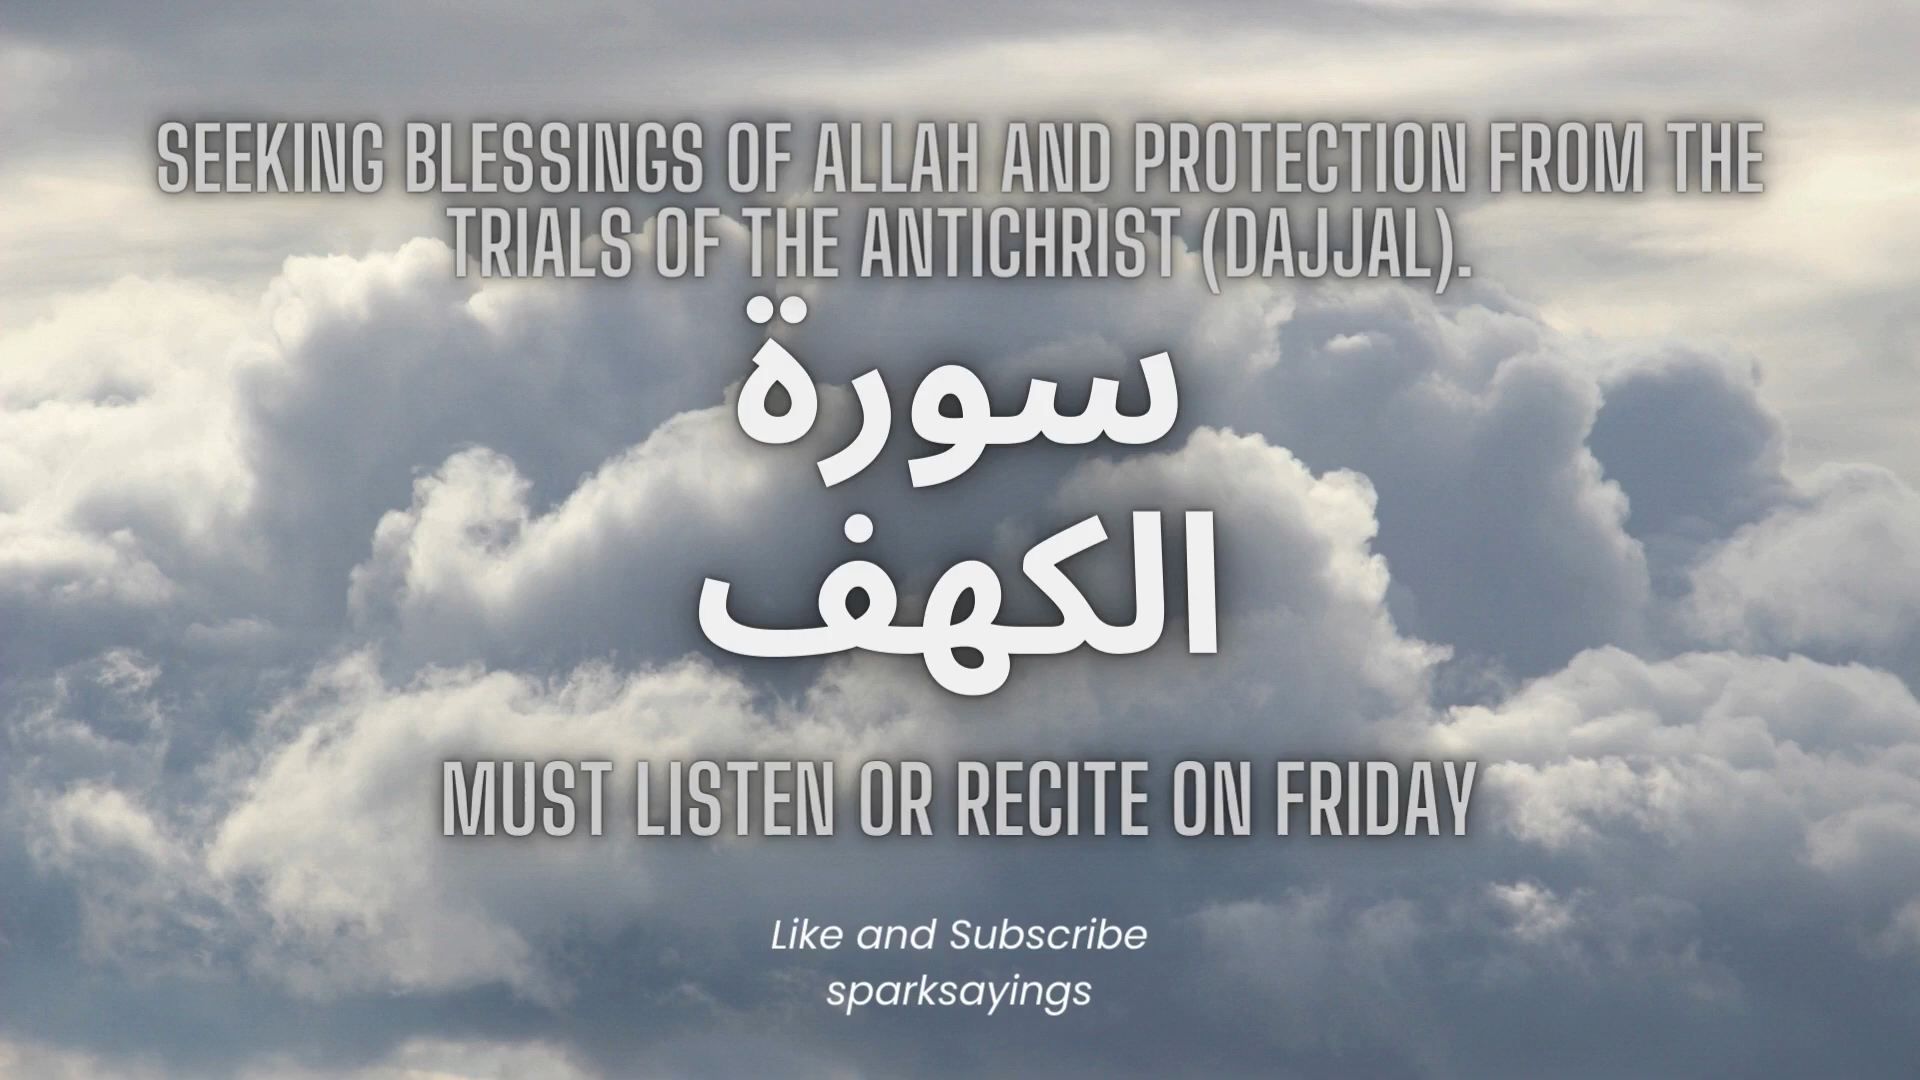 SEEKING BLESSINGS OF ALLAH AND PROTECTION FROM THE
TRIALS OF THE ANTICHRIST (DAJJAL).
سورة
الكهف
MUST LISTEN OR RECITE ON FRIDAY
Like and Subscribe
sparksayings